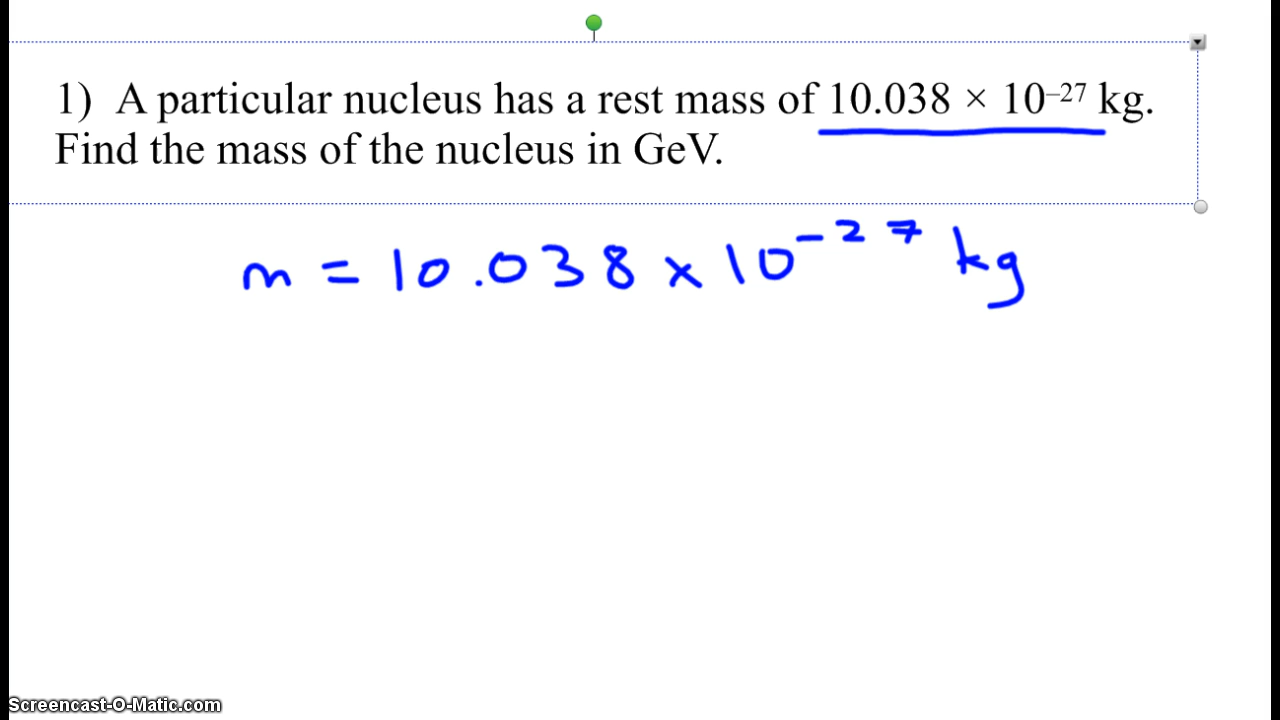 1) A particular nucleus has a rest mass of 10.038 × 10⁻²⁷ kg.
Find the mass of the nucleus in GeV.
m = 10.038 x 10⁻²⁷ kg
Screencast-O-Matic.com